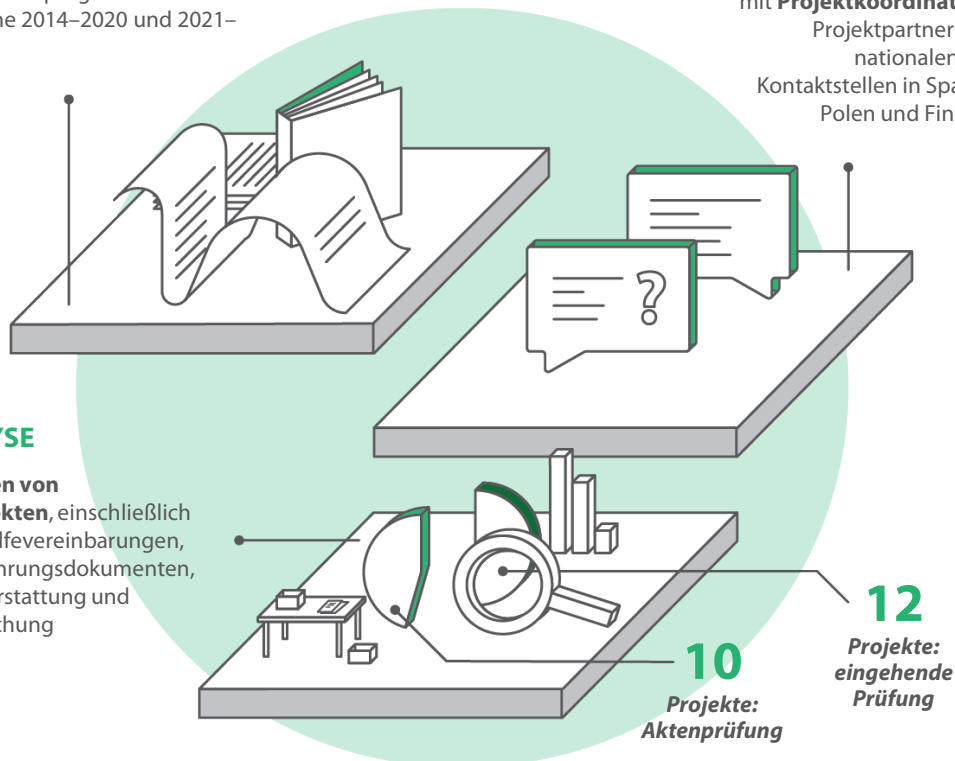 ne 2014–2020 und 2021–
mit Projektkoordinat
Projektpartner
nationalen
Kontaktstellen in Spa
Polen und Fin
?
YSE
en von
ekten, einschließlich
lfevereinbarungen,
hrungsdokumenten,
rstattung und
chung
12
Projekte:
eingehende
Prüfung
10
Projekte:
Aktenprüfung